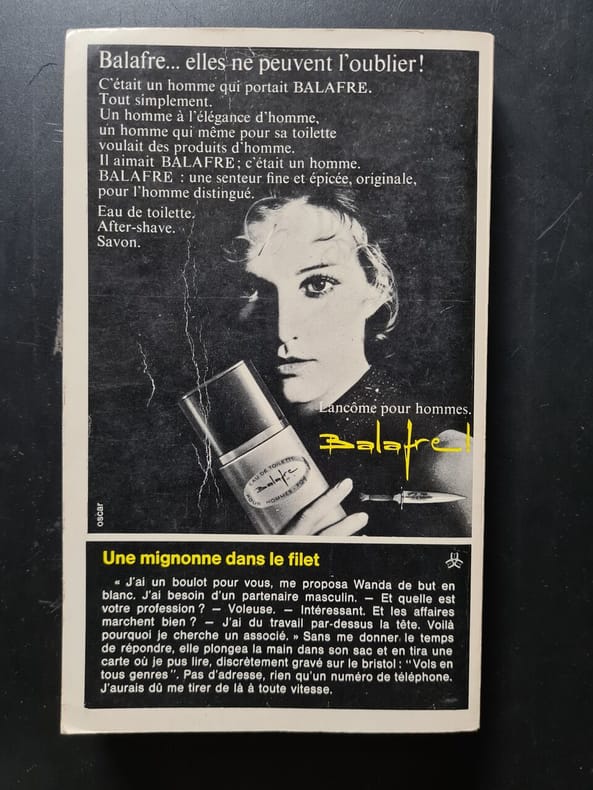 Balafre... elles ne peuvent l'oublier!
C'était un homme qui portait BALAFRE.
Tout simplement.
Un homme à l'élégance d'homme,
un homme qui même pour sa toilette
voulait des produits d'homme.
Il aimait BALAFRE; c'était un homme.
BALAFRE : une senteur fine et épicée, originale,
pour l'homme distingué.
Eau de toilette.
After-shave.
Savon.
Lancôme pour hommes.
Balafre!
EAU DE TOILETTE
Balafre
POUR HOMMES
oscar
Une mignonne dans le filet
« J'ai un boulot pour vous, me proposa Wanda de but en
blanc. J'ai besoin d'un partenaire masculin. — Et quelle est
votre profession ? — Voleuse. — Intéressant. Et les affaires
marchent bien ? — J'ai du travail par-dessus la tête. Voilà
pourquoi je cherche un associé. » Sans me donner le temps
de répondre, elle plongea la main dans son sac et en tira une
carte où je pus lire, discrètement gravé sur le bristol : "Vols en
tous genres". Pas d'adresse, rien qu'un numéro de téléphone.
J'aurais dû me tirer de là à toute vitesse.